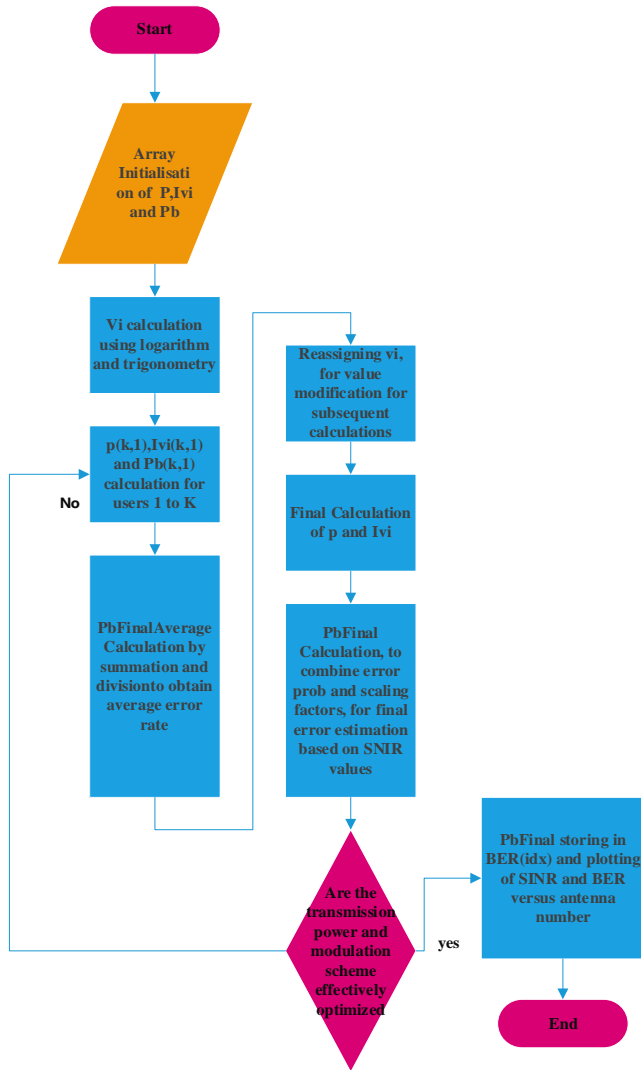 Start
Array
Initialisati
on of P,Ivi
and Pb
Vi calculation
using logarithm
and trigonometry
p(k,1),Ivi(k,1)
and Pb(k,1)
calculation for
users 1 to K
No
PbFinalAverage
Calculation by
summation and
divisionto obtain
average error
rate
Reassigning vi,
for value
modification for
subsequent
calculations
Final Calculation
of p and Ivi
PbFinal
Calculation, to
combine error
prob and scaling
factors, for final
error estimation
based on SNIR
values
Are the
transmission
power and
modulation
scheme
effectively
optimized
yes
PbFinal storing in
BER(idx) and plotting
of SINR and BER
versus antenna
number
End